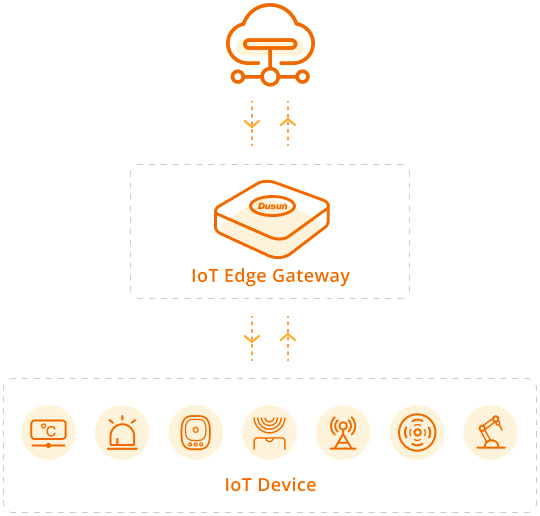 Dusun
IoT Edge Gateway
°C
IoT Device